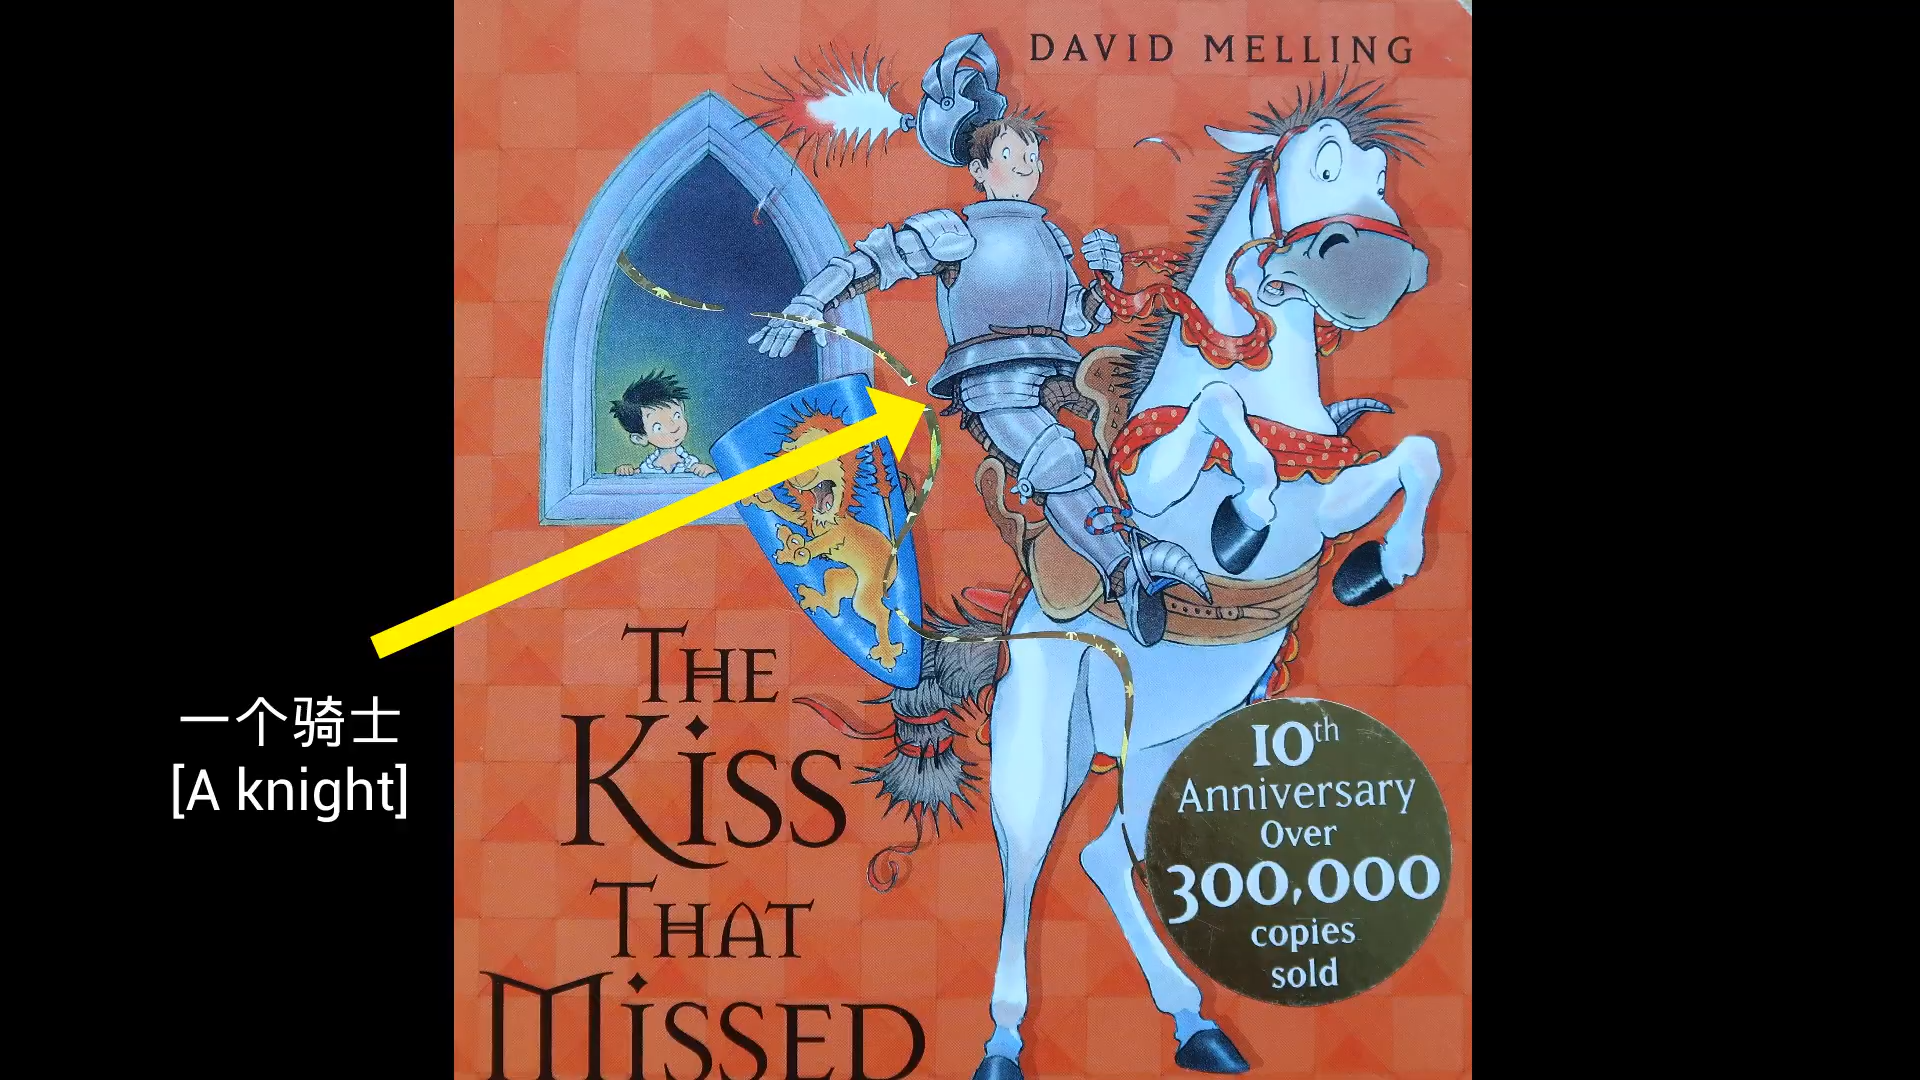 DAVID MELLING
THE
KiSS
THAT
MiSSED
一个骑士
[A knight]
10th
Anniversary
Over
300,000
copies
sold